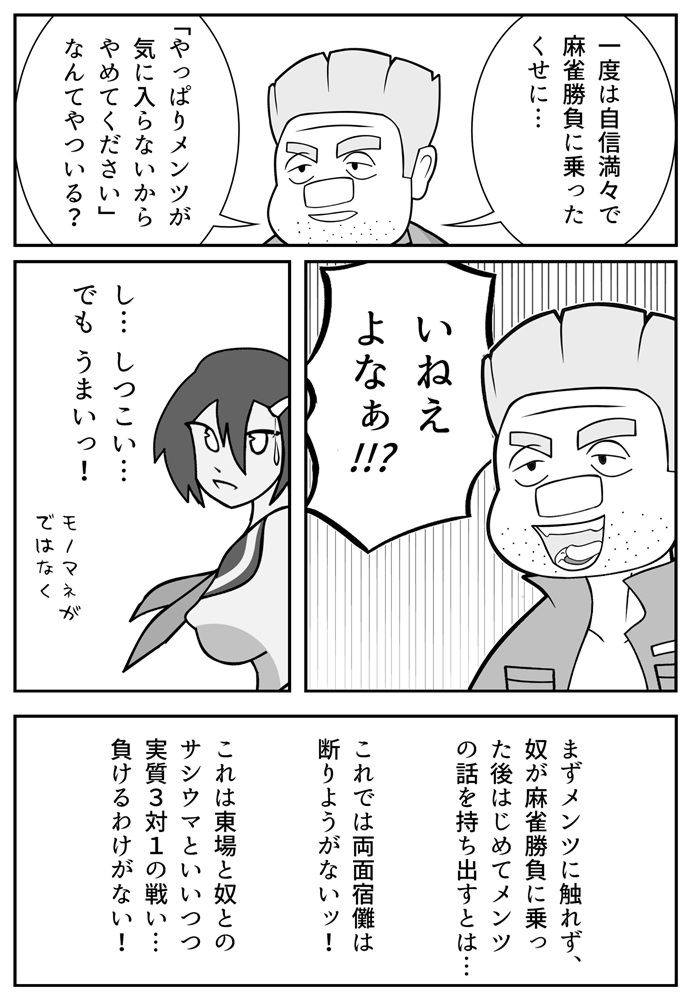 一度は自信満々で
麻雀勝負に乗った
くせに…
「やっぱりメンツが
気に入らないから
やめてください」
なんてやついる？
いねえ
よなぁ!!?
し… しつこい…
でも うまいっ！
モノマネが
ではなく
まずメンツに触れず、
奴が麻雀勝負に乗っ
た後はじめてメンツ
の話を持ち出すとは…
これでは両面宿儺は
断りようがないッ！
これは東場と奴との
サシウマといいつつ
実質３対１の戦い…
負けるわけがない！